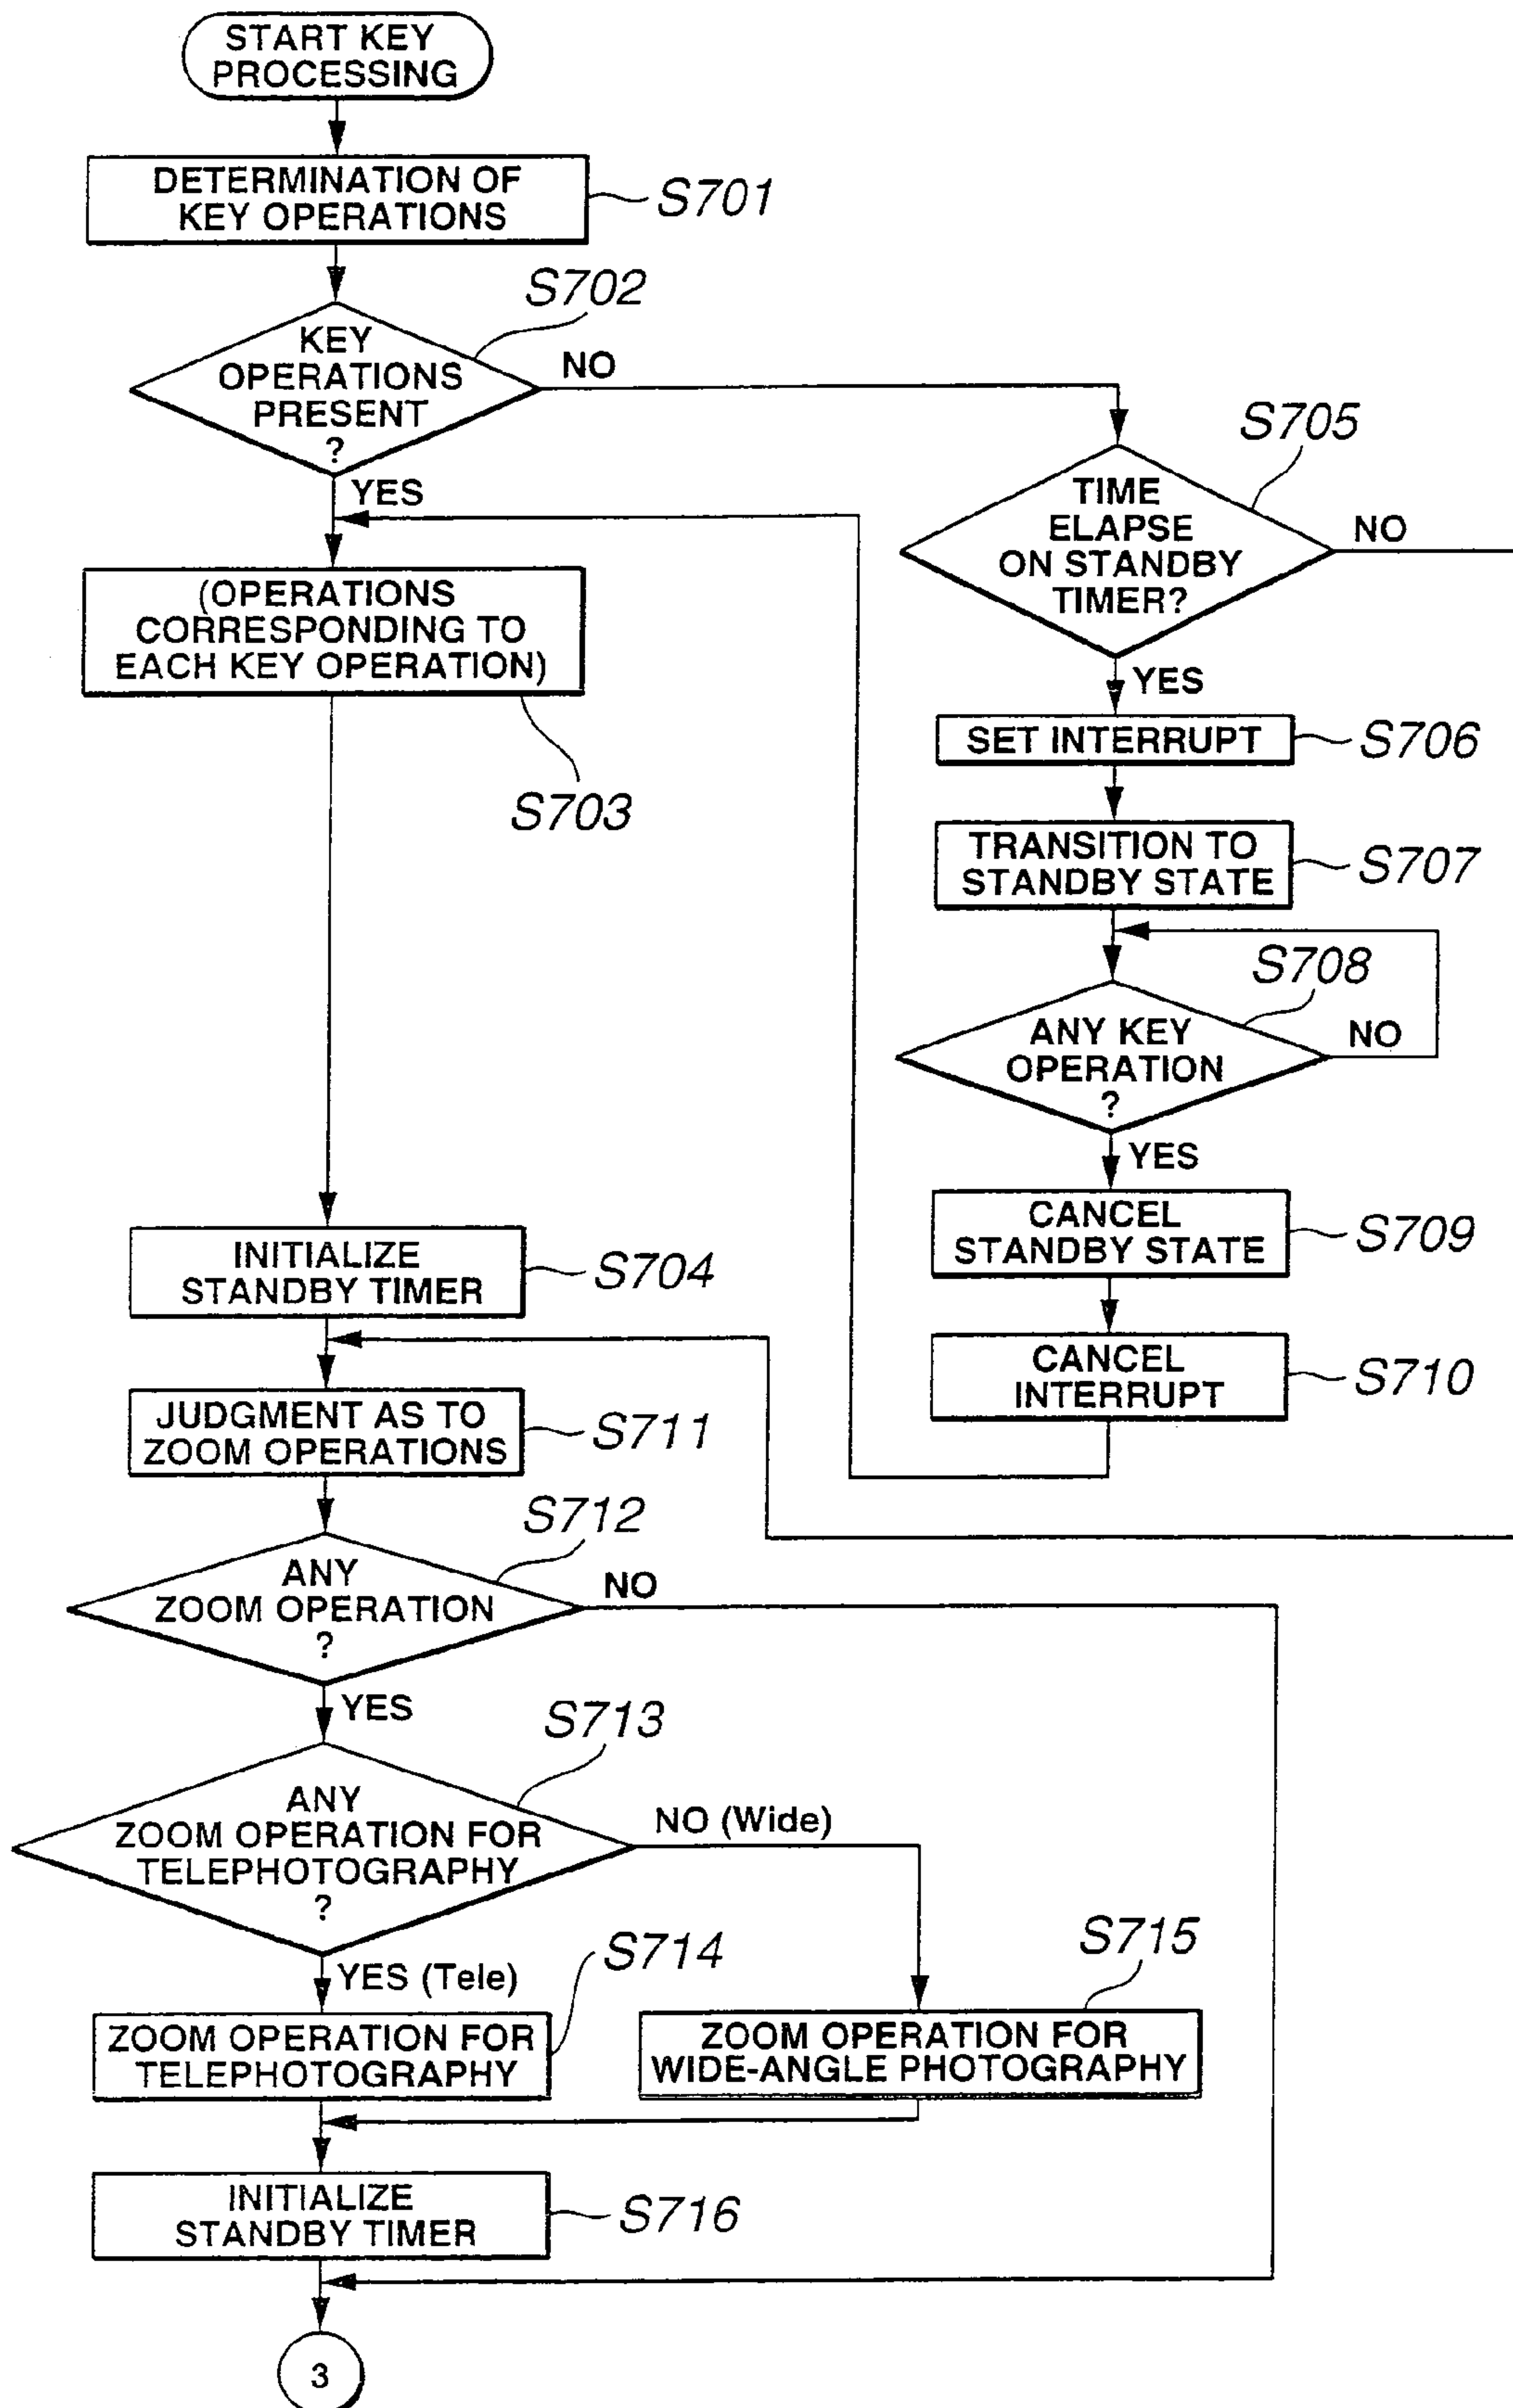 START KEY
PROCESSING
DETERMINATION OF
KEY OPERATIONS
S701
S702
KEY
OPERATIONS
PRESENT
?
NO
YES
S705
TIME
ELAPSE
ON STANDBY
TIMER?
NO
YES
(OPERATIONS
CORRESPONDING TO
EACH KEY OPERATION)
S703
SET INTERRUPT
S706
TRANSITION TO
STANDBY STATE
S707
S708
ANY KEY
OPERATION
?
NO
YES
CANCEL
STANDBY STATE
S709
CANCEL
INTERRUPT
S710
INITIALIZE
STANDBY TIMER
S704
JUDGMENT AS TO
ZOOM OPERATIONS
S711
S712
ANY
ZOOM OPERATION
?
NO
YES
S713
ANY
ZOOM OPERATION FOR
TELEPHOTOGRAPHY
?
NO (Wide)
YES (Tele)
S714
ZOOM OPERATION FOR
TELEPHOTOGRAPHY
S715
ZOOM OPERATION FOR
WIDE-ANGLE PHOTOGRAPHY
INITIALIZE
STANDBY TIMER
S716
3